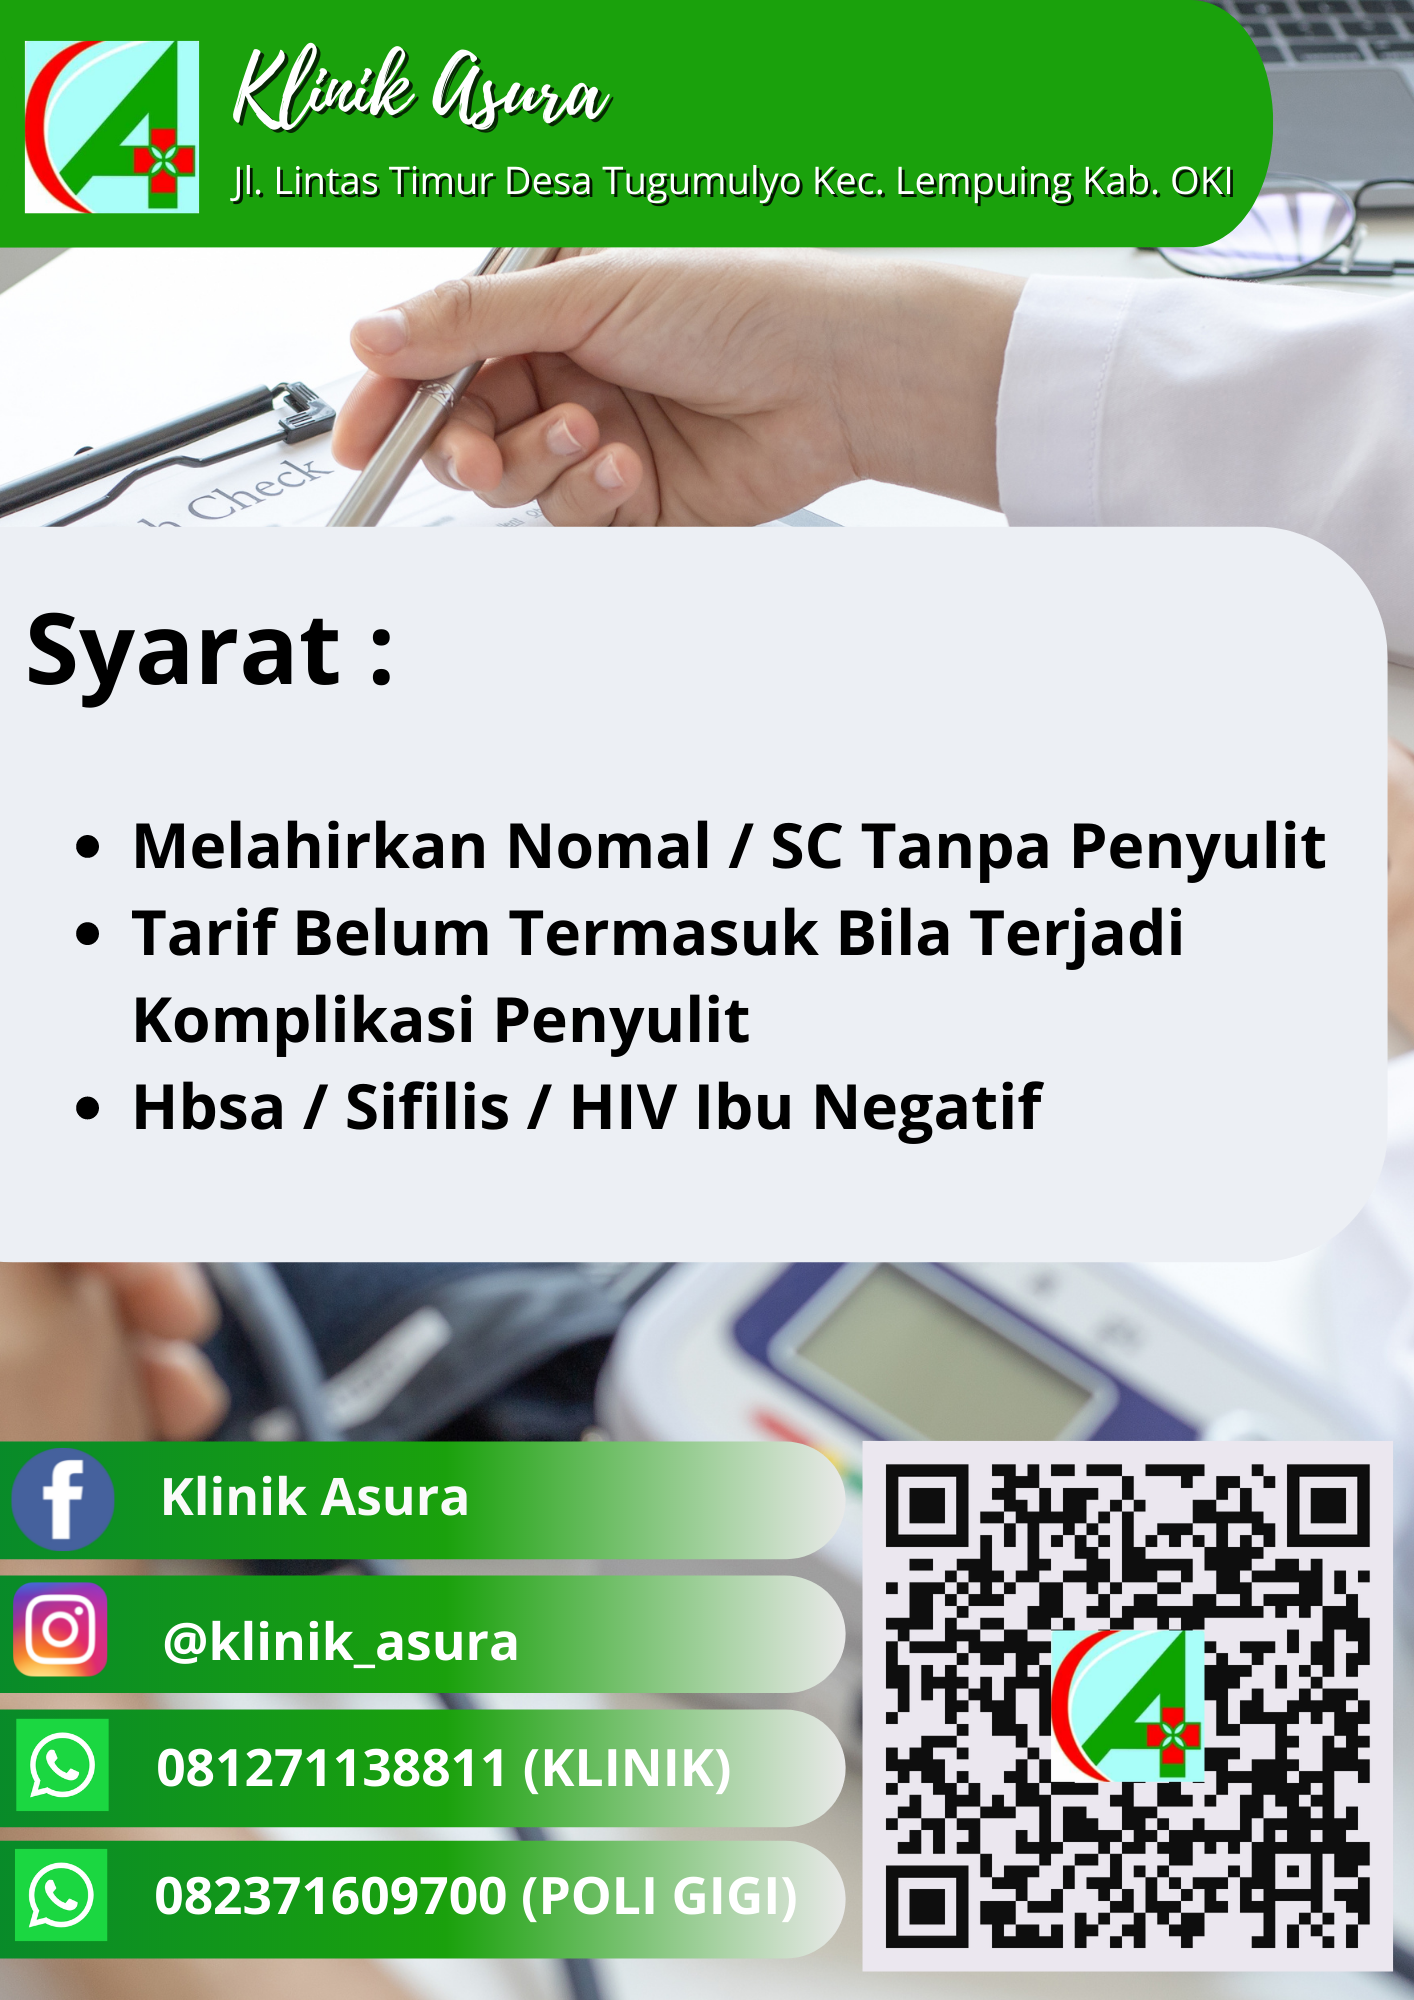 Klinik Asura
Jl. Lintas Timur Desa Tugumulyo Kec. Lempuing Kab. OKI
Check
Syarat :
• Melahirkan Nomal / SC Tanpa Penyulit
• Tarif Belum Termasuk Bila Terjadi
Komplikasi Penyulit
• Hbsa / Sifilis / HIV Ibu Negatif
Klinik Asura
@klinik_asura
081271138811 (KLINIK)
082371609700 (POLI GIGI)